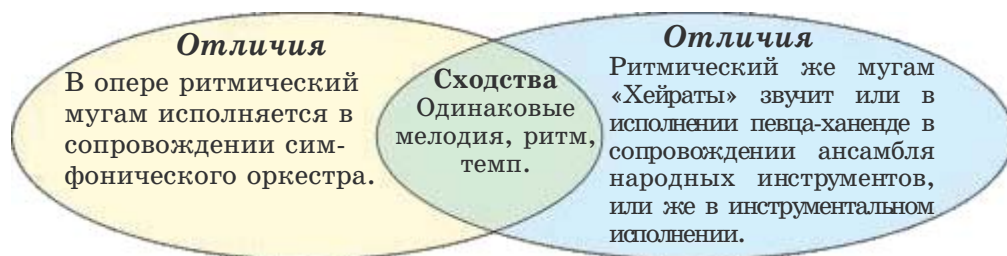 Отличия
В опере ритмический
мугам исполняется в
сопровождении сим-
фонического оркестра.
Сходства
Одинаковые
мелодия, ритм,
темп.
Отличия
Ритмический же мугам
«Хейраты» звучит или в
исполнении певца-ханенде в
сопровождении ансамбля
народных инструментов,
или же в инструментальном
исполнении.